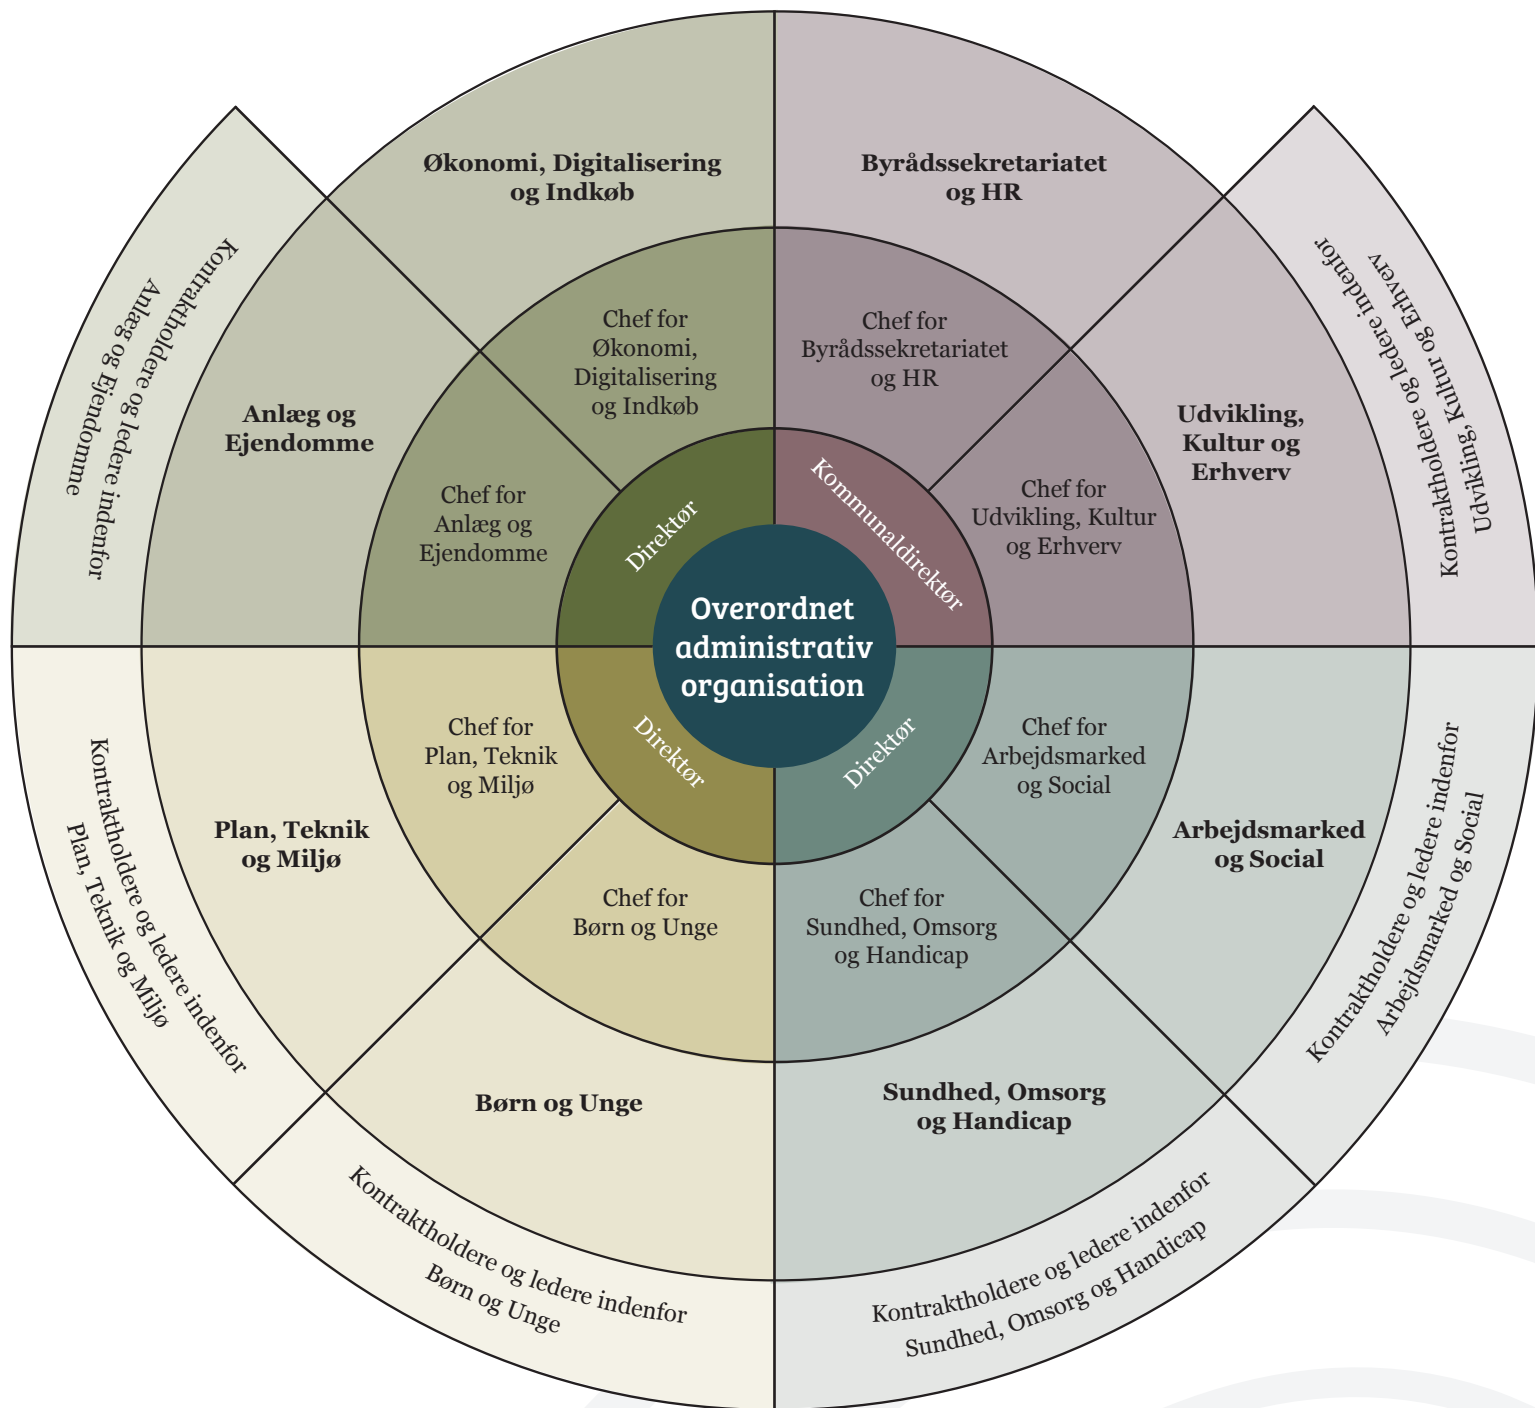 Økonomi, Digitalisering
og Indkøb
Byrådssekretariatet
og HR
Kontraktholdere og ledere indenfor
Anlæg og Ejendomme
Kontraktholdere og ledere indenfor
Udvikling, Kultur og Erhverv
Chef for
Økonomi,
Digitalisering
og Indkøb
Chef for
Byrådssekretariatet
og HR
Anlæg og
Ejendomme
Udvikling,
Kultur og
Erhverv
Chef for
Anlæg og
Ejendomme
Direktør
Kommunaldirektør
Chef for
Udvikling, Kultur
og Erhverv
Overordnet
administrativ
organisation
Chef for
Plan, Teknik
og Miljø
Direktør
Direktør
Chef for
Arbejdsmarked
og Social
Plan, Teknik
og Miljø
Arbejdsmarked
og Social
Kontraktholdere og ledere indenfor
Plan, Teknik og Miljø
Kontraktholdere og ledere indenfor
Arbejdsmarked og Social
Chef for
Børn og Unge
Chef for
Sundhed, Omsorg
og Handicap
Børn og Unge
Sundhed, Omsorg
og Handicap
Kontraktholdere og ledere indenfor
Børn og Unge
Kontraktholdere og ledere indenfor
Sundhed, Omsorg og Handicap